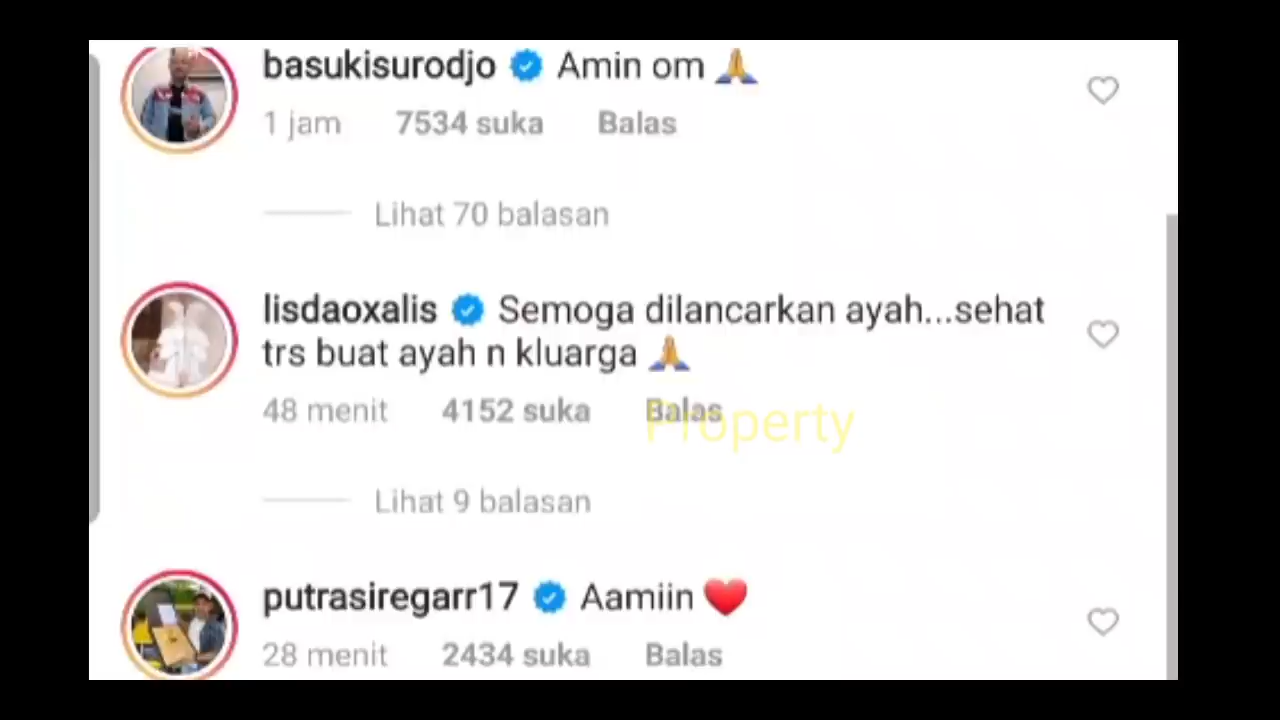 basukisurodjo Amin om 🙏
1 jam 7534 suka Balas
Lihat 70 balasan
lisdaoxalis Semoga dilancarkan ayah...sehat
trs buat ayah n kluarga 🙏
48 menit 4152 suka Balas
Property
Lihat 9 balasan
putrasiregarr17 Aamiin ❤️
28 menit 2434 suka Balas